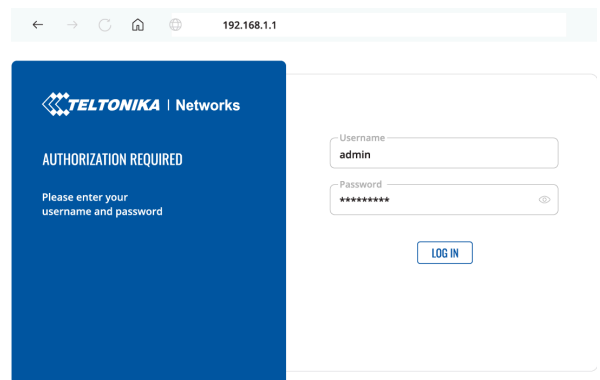 192.168.1.1
TELTONIKA | Networks
AUTHORIZATION REQUIRED
Please enter your
username and password
Username
admin
Password
*********
LOG IN